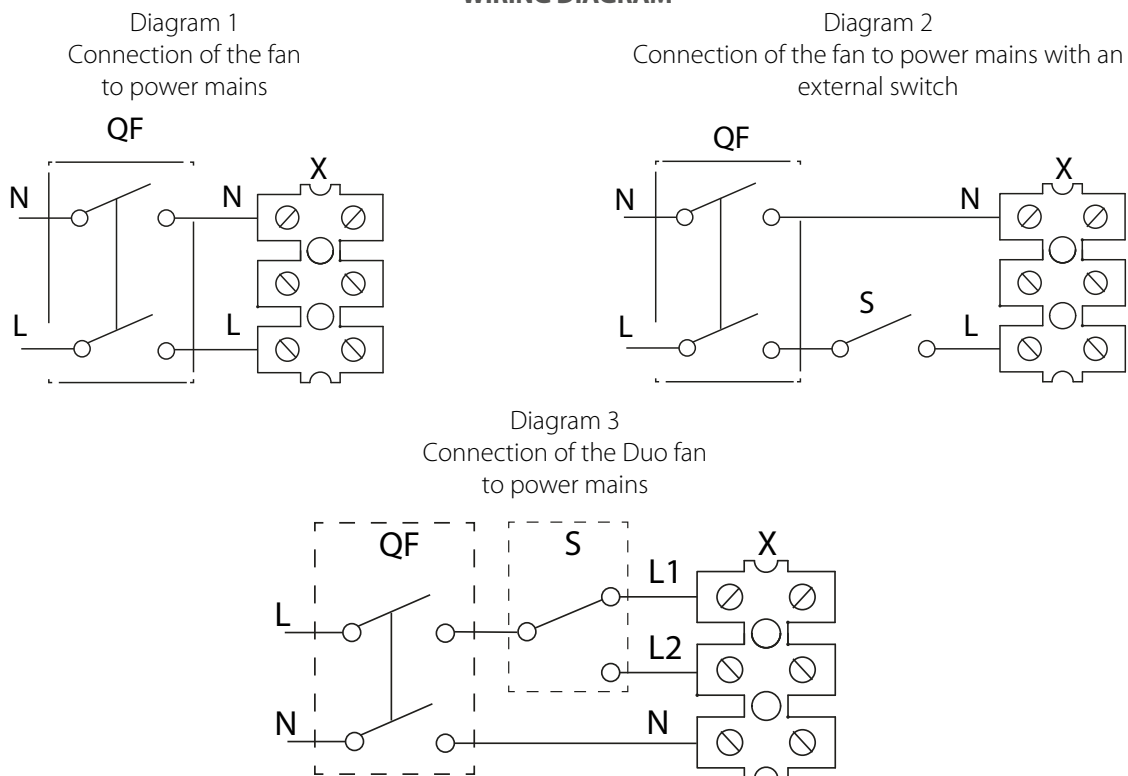 WIRING DIAGRAM
Diagram 1
Connection of the fan
to power mains
QF
X
N
N
L
L
Diagram 2
Connection of the fan to power mains with an
external switch
QF
X
N
N
S
L
L
Diagram 3
Connection of the Duo fan
to power mains
QF
S
X
L1
L
L2
N
N